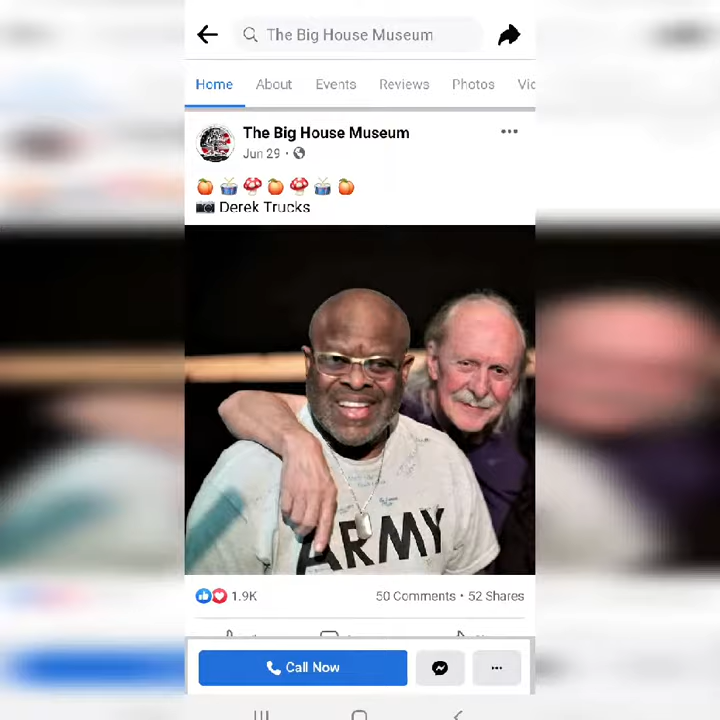 The Big House Museum
Home About Events Reviews Photos Vic
The Big House Museum
Jun 29
Derek Trucks
ARMY
1.9K 50 Comments • 52 Shares
Call Now